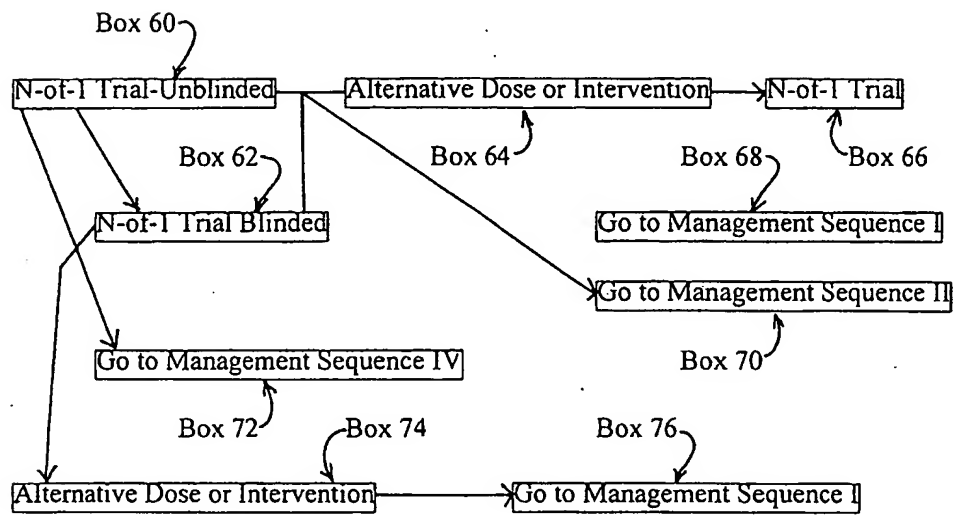 Box 60
N-of-1 Trial-Unblinded
Alternative Dose or Intervention
N-of-1 Trial
Box 62
Box 64
Box 68
Box 66
N-of-1 Trial Blinded
Go to Management Sequence I
Go to Management Sequence II
Go to Management Sequence IV
Box 70
Box 72
Box 74
Box 76
Alternative Dose or Intervention
Go to Management Sequence I